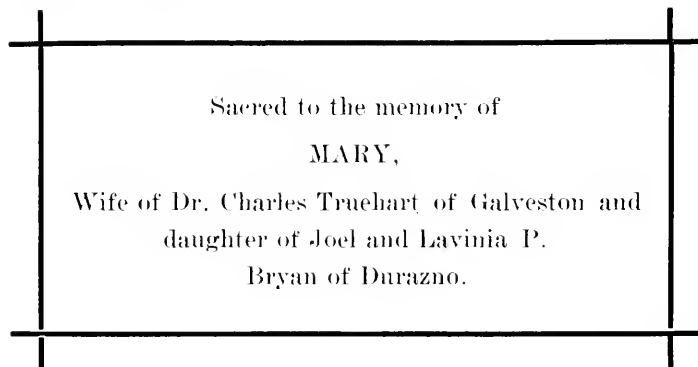 Sacred to the memory of
MARY,
Wife of Dr. Charles Truehart of Galveston and
daughter of Joel and Lavinia P.
Bryan of Durazno.